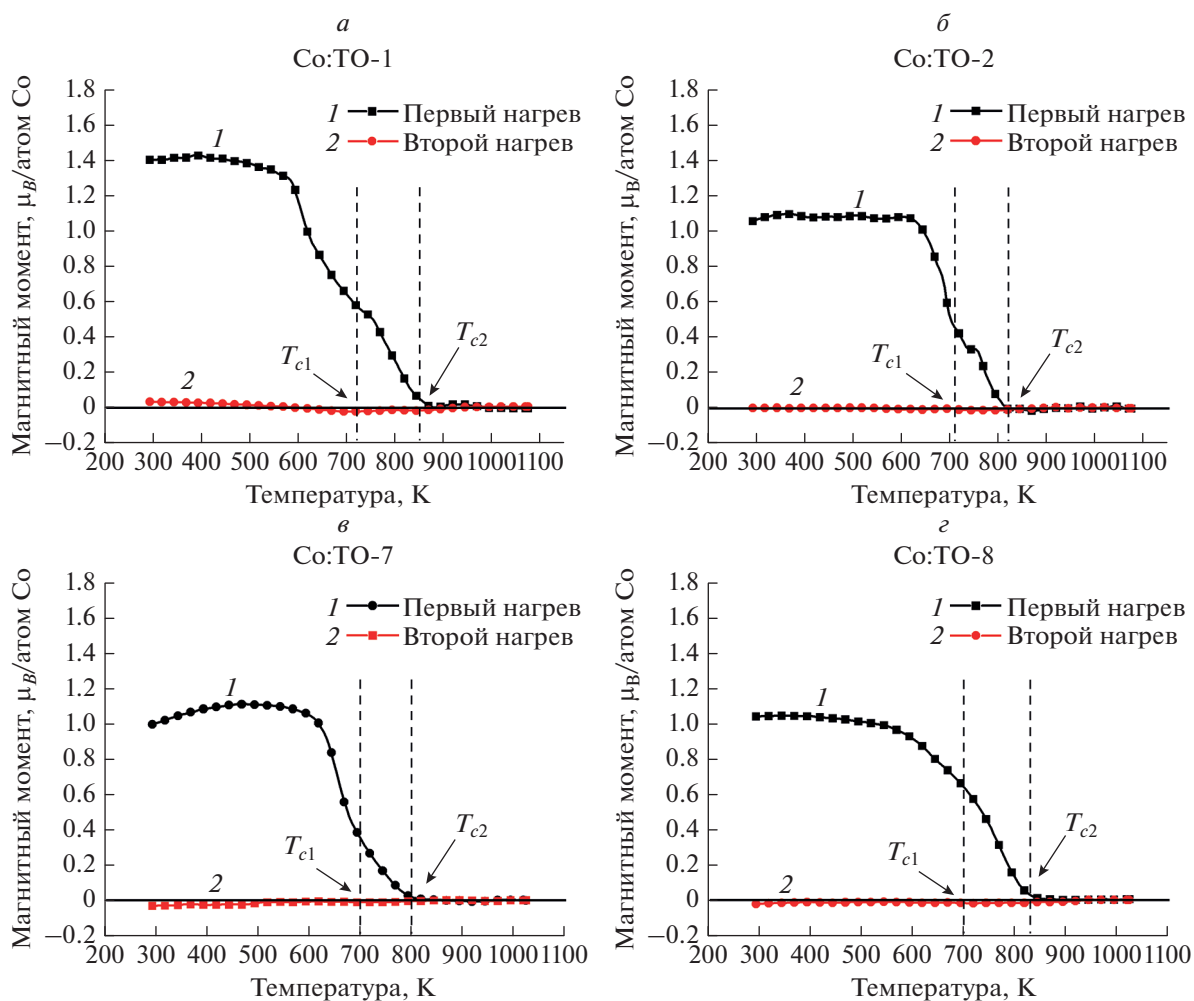 а
Co:TO-1
Магнитный момент, μB/атом Co
1.8
1.6
1.4
1.2
1.0
0.8
0.6
0.4
0.2
0
−0.2
1 Первый нагрев
2 Второй нагрев
1
2
Tc1
Tc2
200 300 400 500 600 700 800 900 1000 1100
Температура, K
б
Co:TO-2
Магнитный момент, μB/атом Co
1.8
1.6
1.4
1.2
1.0
0.8
0.6
0.4
0.2
0
−0.2
1 Первый нагрев
2 Второй нагрев
1
2
Tc1
Tc2
200 300 400 500 600 700 800 900 1000 1100
Температура, K
в
Co:TO-7
Магнитный момент, μB/атом Co
1.8
1.6
1.4
1.2
1.0
0.8
0.6
0.4
0.2
0
−0.2
1 Первый нагрев
2 Второй нагрев
1
2
Tc1
Tc2
200 300 400 500 600 700 800 900 1000 1100
Температура, K
г
Co:TO-8
Магнитный момент, μB/атом Co
1.8
1.6
1.4
1.2
1.0
0.8
0.6
0.4
0.2
0
−0.2
1 Первый нагрев
2 Второй нагрев
1
2
Tc1
Tc2
200 300 400 500 600 700 800 900 1000 1100
Температура, K